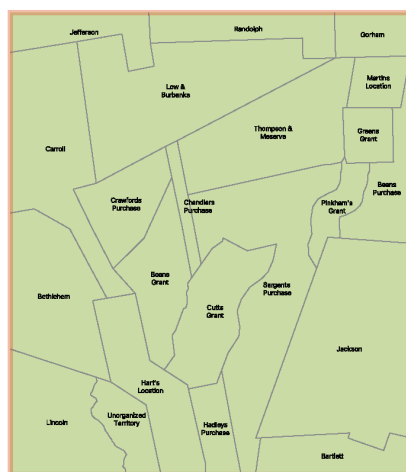 Jefferson
Randolph
Gorham
Martins
Location
Low &
Burbanks
Thompson &
Meserve
Greens
Grant
Carroll
Beans
Purchase
Crawfords
Purchase
Chandlers
Purchase
Pinkham's
Grant
Beans
Grant
Sargents
Purchase
Bethlehem
Cutts
Grant
Jackson
Hart's
Location
Lincoln
Unorganized
Territory
Hadleys
Purchase
Bartlett